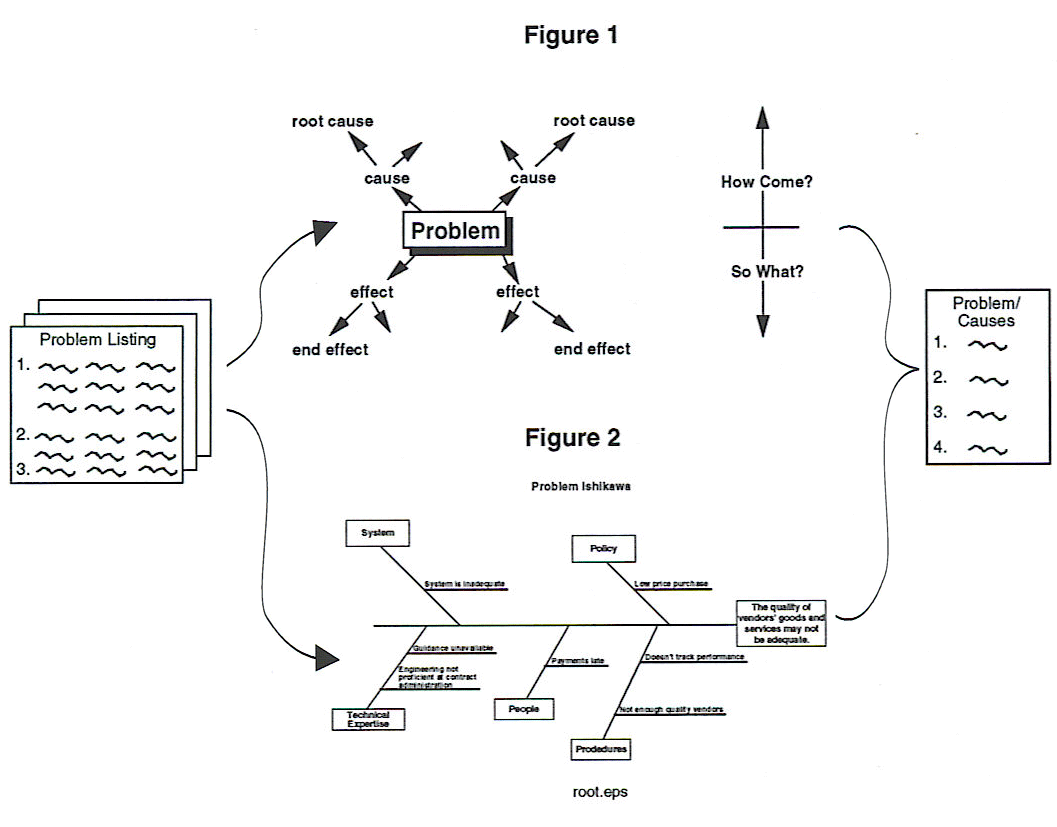 Figure 1
root cause
root cause
cause
cause
How Come?
Problem
So What?
effect
effect
end effect
end effect
Problem Listing
1.
2.
3.
Problem/
Causes
1.
2.
3.
4.
Figure 2
Problem Ishikawa
System
Policy
System is inadequate
Low price purchase
The quality of
vendors' goods and
services may not
be adequate.
Guidance unavailable
Engineering not
proficient at contract
administration
Payments late
Doesn't track performance
Technical
Expertise
People
Not enough quality vendors
Prodedures
root.eps